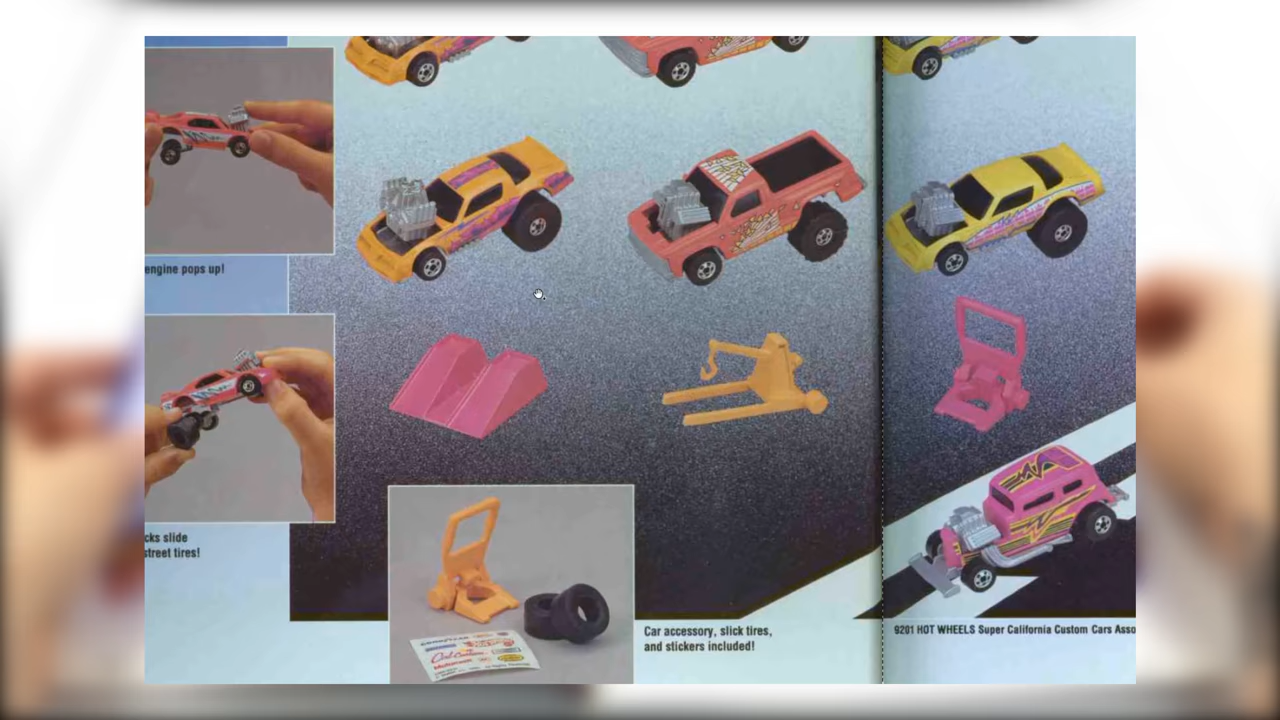 engine pops up!
cks slide
street tires!
Car accessory, slick tires,
and stickers included!
9201 HOT WHEELS Super California Custom Cars Asso